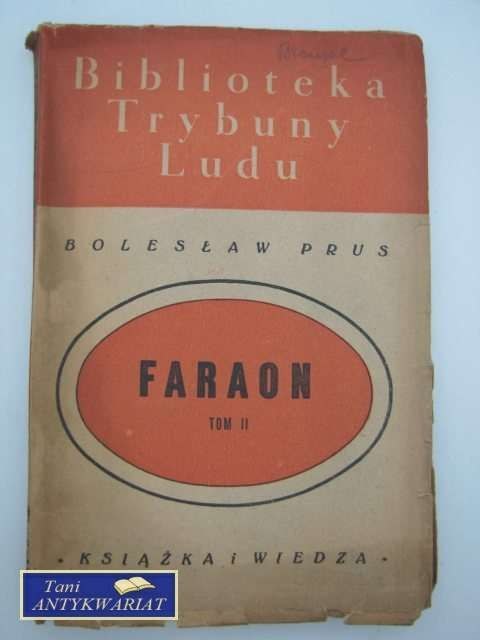 Biblioteka
Trybuny
Ludu
BOLESŁAW PRUS
FARAON
TOM II
• KSIĄŻKA i WIEDZA •
Tani
ANTYKWARIAT